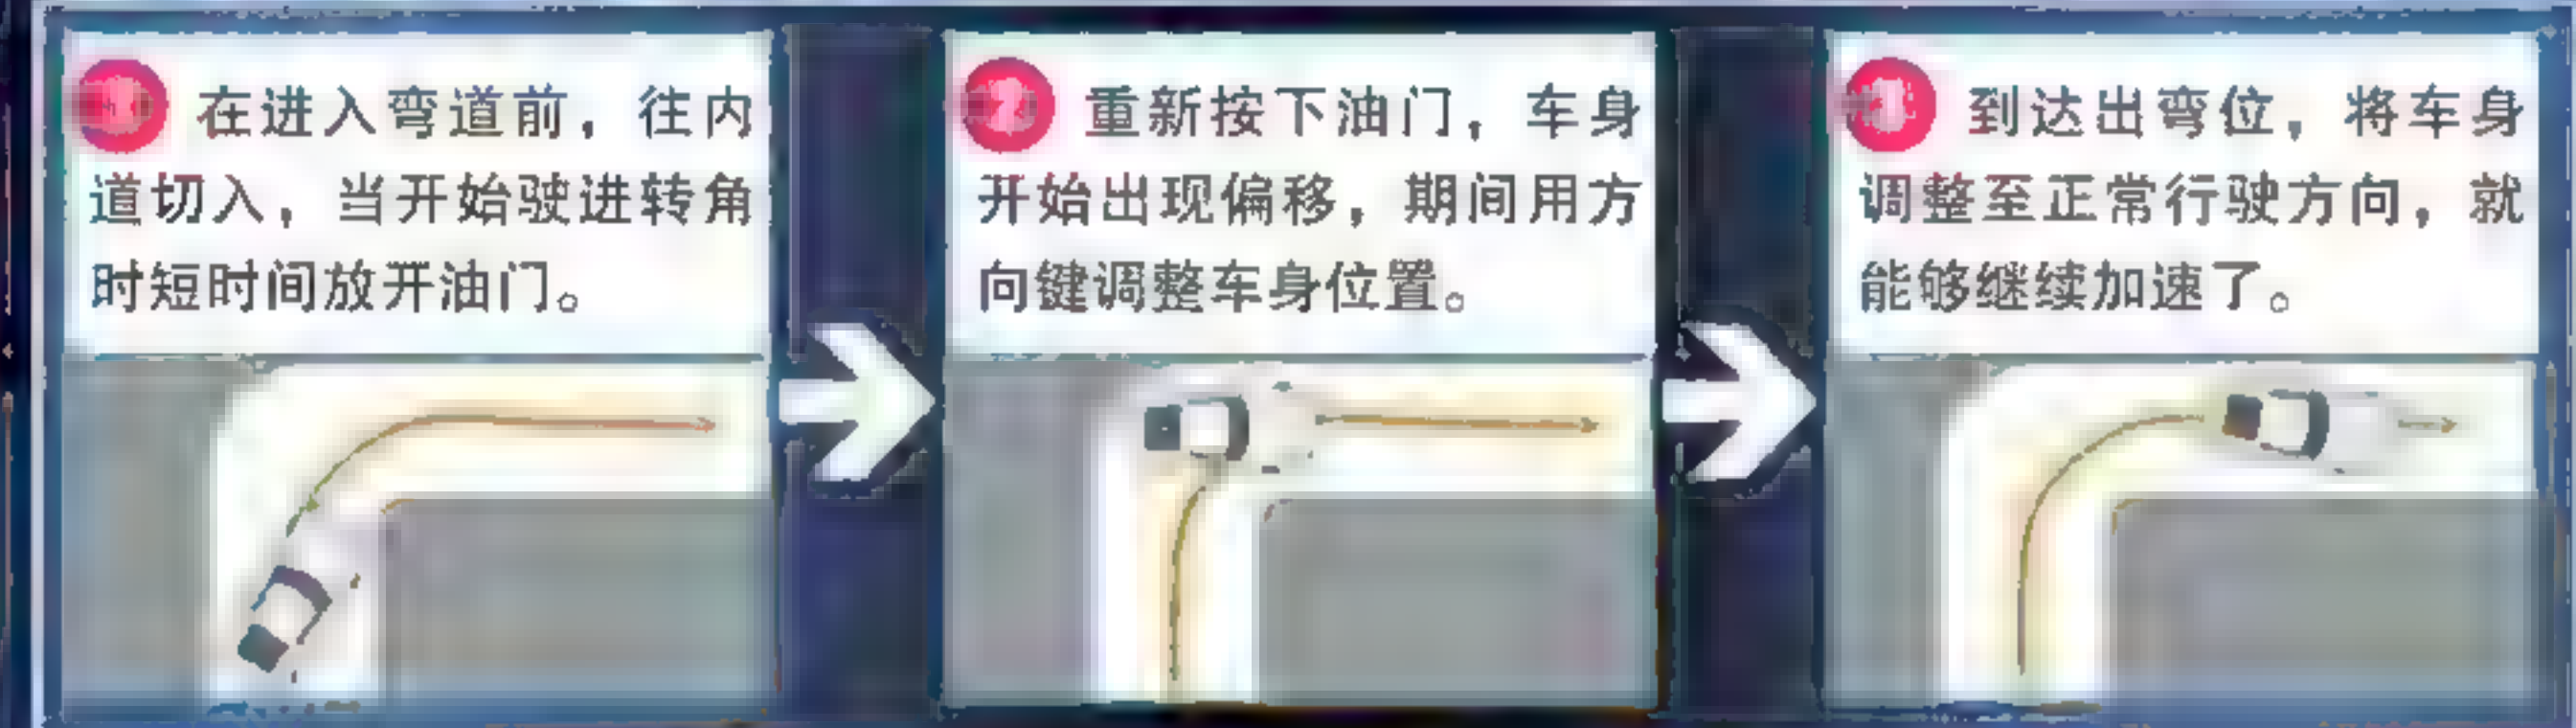 在进入弯道前，往内
道切入，当开始驶进转角
时短时间放开油门。
重新按下油门，车身
开始出现偏移，期间用方
向键调整车身位置。
到达出弯位，将车身
调整至正常行驶方向，就
能够继续加速了。